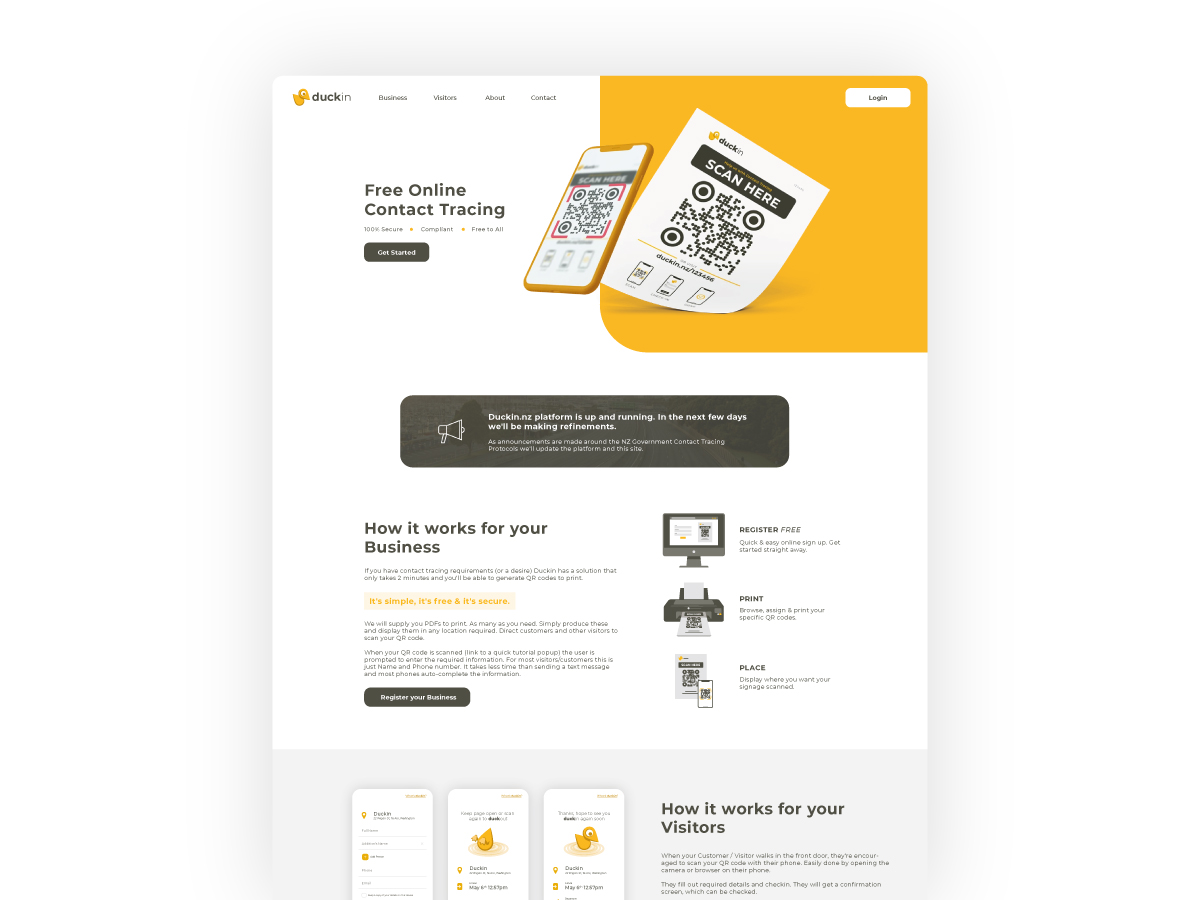 duckin
Business
Visitors
About
Contact
Login
Free Online
Contact Tracing
100% Secure
Compliant
Free to All
Get Started
SCAN HERE
duckin
SCAN HERE
duckin.nz/123456
SCAN
Duckin.nz platform is up and running. In the next few days
we'll be making refinements.
As announcements are made around the NZ Government Contact Tracing
Protocols we'll update the platform and this site.
How it works for your
Business
If you have contact tracing requirements (or a desire) Duckin has a solution that
only takes 2 minutes and you'll be able to generate QR codes to print.
It's simple, it's free & it's secure.
We will supply you PDFs to print. As many as you need. Simply produce these
and display them in any location required. Direct customers and other visitors to
scan your QR code.
When your QR code is scanned (link to a quick tutorial popup) the user is
prompted to enter the required information. For most visitors/customers this is
just Name and Phone number. It takes less time than sending a text message
and most phones auto-complete the information.
Register your Business
REGISTER FREE
Quick & easy online sign up. Get
started straight away.
PRINT
Browse, assign & print your
specific QR codes.
SCAN HERE
PLACE
Display where you want your
signage scanned.
Duckin
Phone
Email
Keep page open or scan
again to duckout
Duckin
May 6th 12:57pm
Thanks, hope to see you
duckin again soon
Duckin
May 6th 12:57pm
How it works for your
Visitors
When your Customer / Visitor walks in the front door, they're encour-
aged to scan your QR code with their phone. Easily done by opening the
camera or browser on their phone.
They fill out required details and checkin. They will get a confirmation
screen, which can be checked.